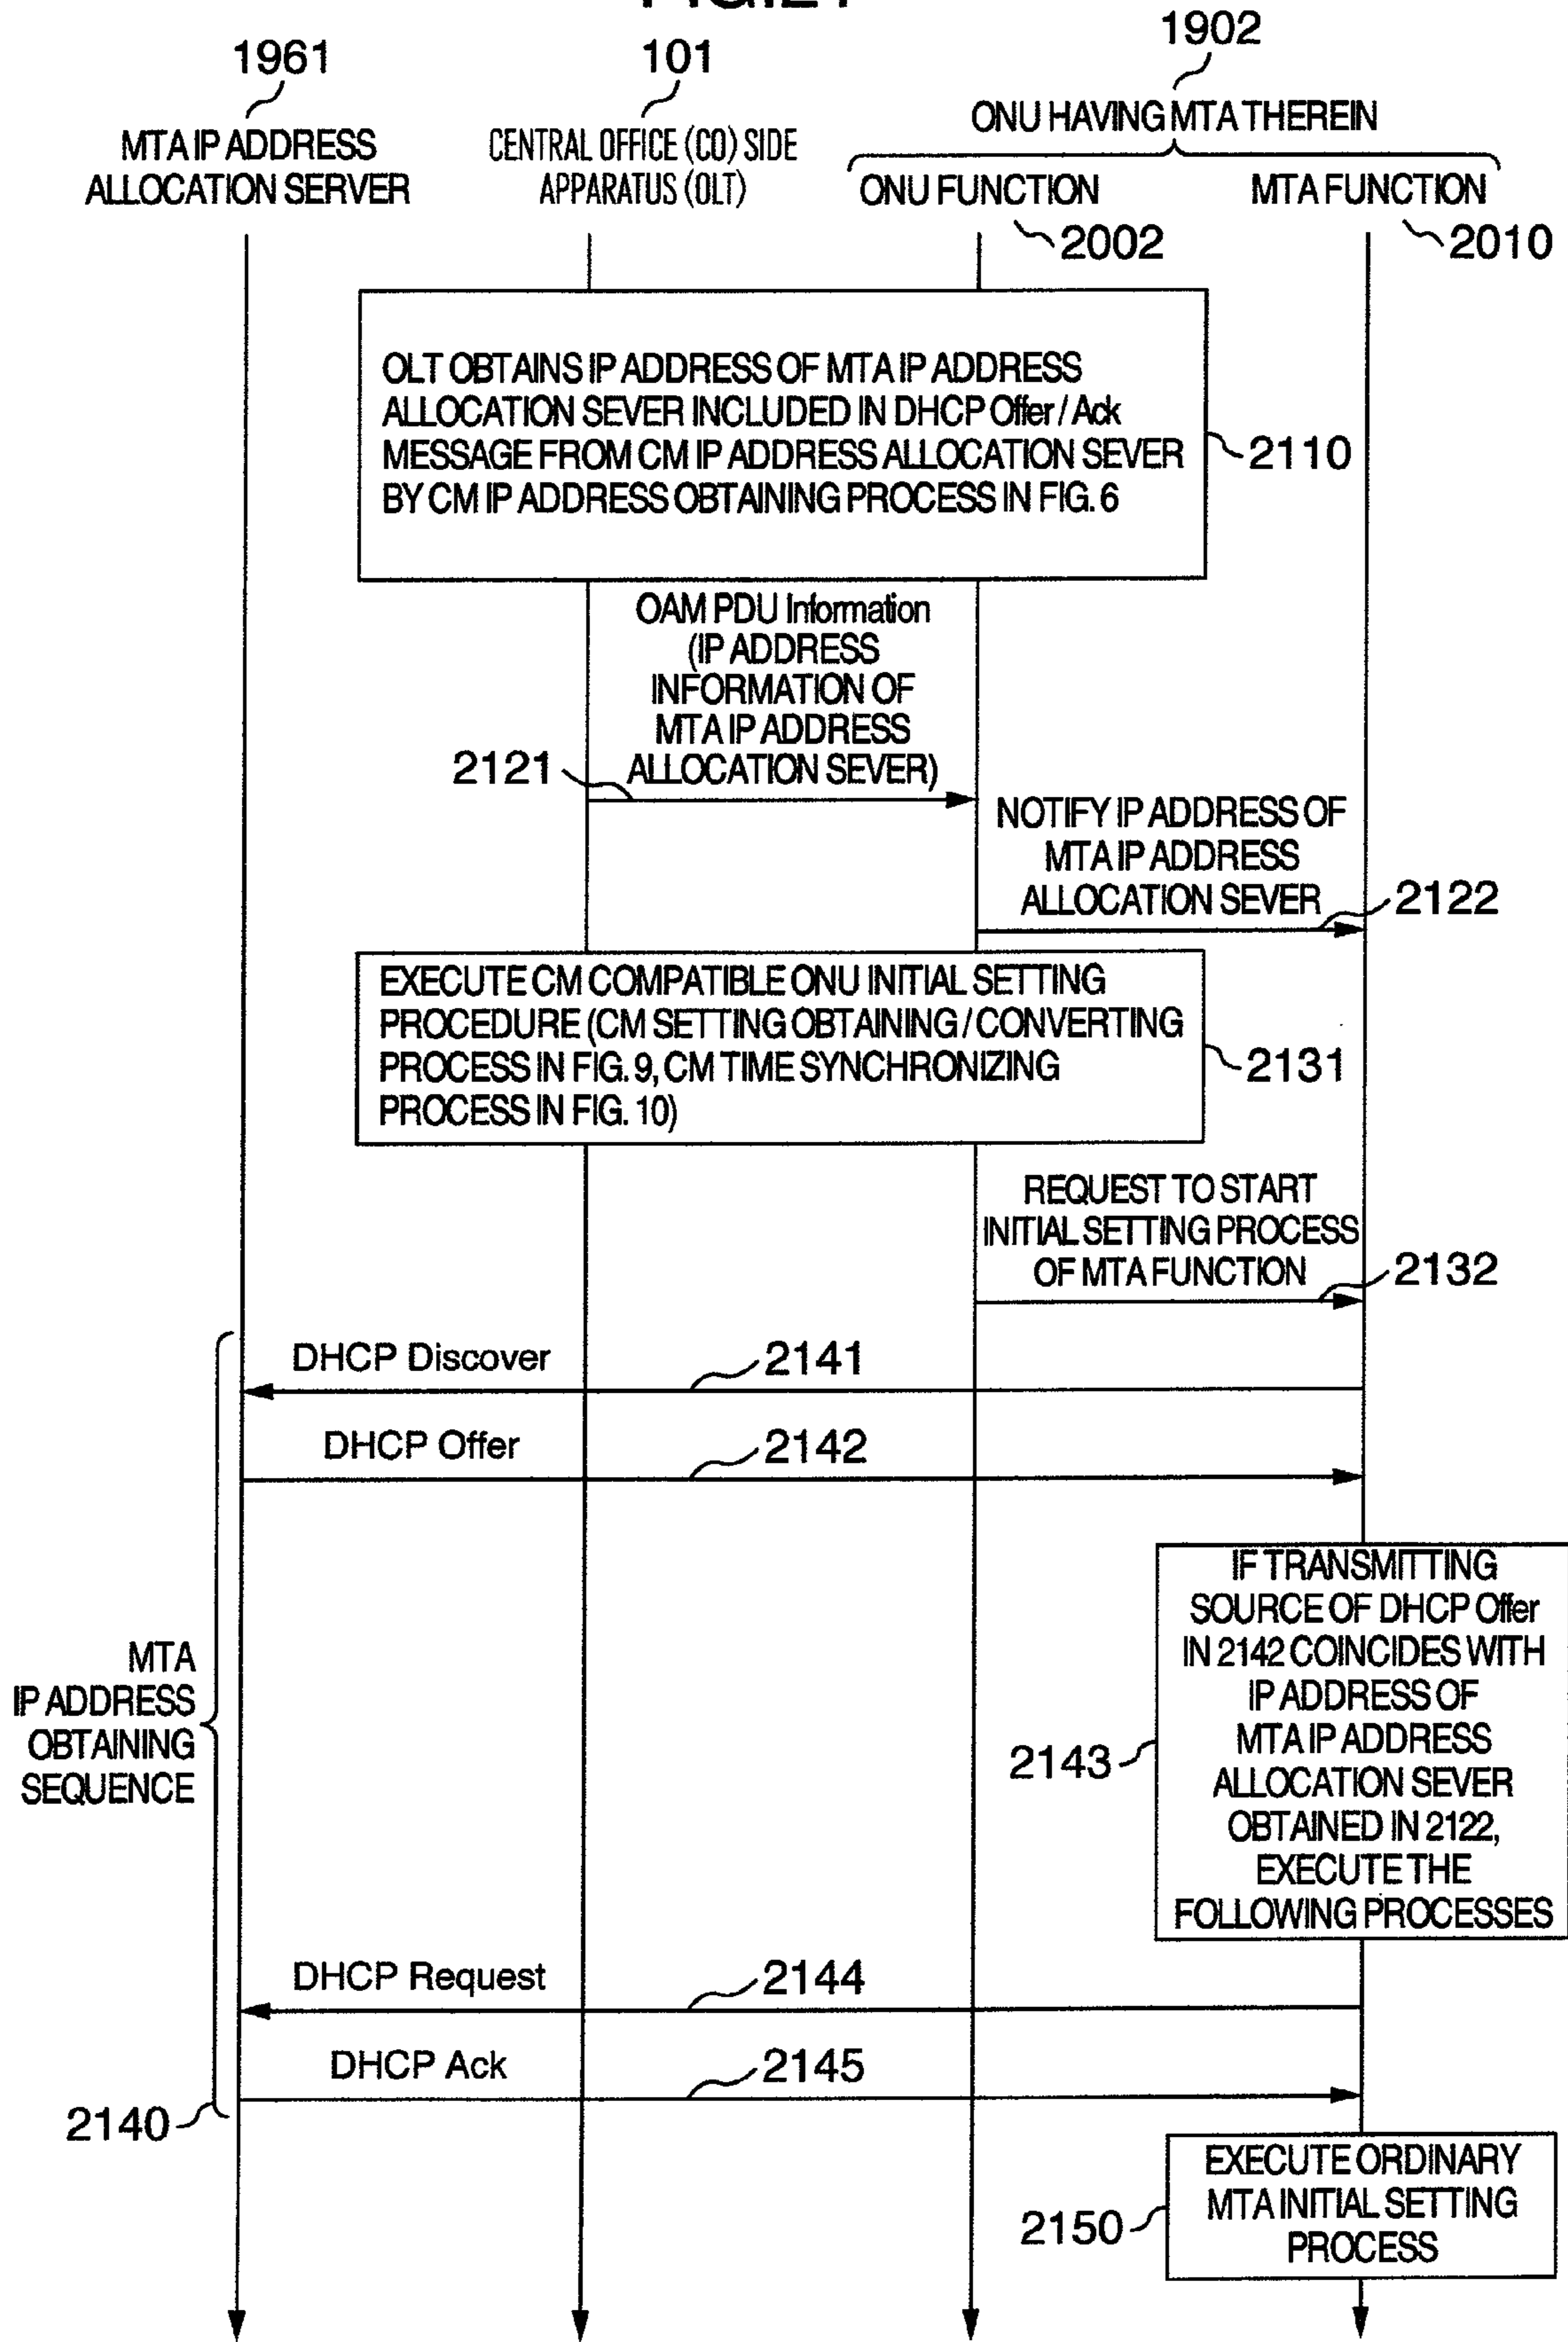 1961
101
1902
MTA IP ADDRESS
ALLOCATION SERVER
CENTRAL OFFICE (CO) SIDE
APPARATUS (OLT)
ONU HAVING MTA THEREIN
ONU FUNCTION
2002
MTA FUNCTION
2010
OLT OBTAINS IP ADDRESS OF MTA IP ADDRESS
ALLOCATION SEVER INCLUDED IN DHCP Offer / Ack
MESSAGE FROM CM IP ADDRESS ALLOCATION SEVER
BY CM IP ADDRESS OBTAINING PROCESS IN FIG. 6
2110
OAM PDU Information
(IP ADDRESS
INFORMATION OF
MTA IP ADDRESS
ALLOCATION SEVER)
2121
NOTIFY IP ADDRESS OF
MTA IP ADDRESS
ALLOCATION SEVER
2122
EXECUTE CM COMPATIBLE ONU INITIAL SETTING
PROCEDURE (CM SETTING OBTAINING / CONVERTING
PROCESS IN FIG. 9, CM TIME SYNCHRONIZING
PROCESS IN FIG. 10)
2131
REQUEST TO START
INITIAL SETTING PROCESS
OF MTA FUNCTION
2132
DHCP Discover
2141
DHCP Offer
2142
IF TRANSMITTING
SOURCE OF DHCP Offer
IN 2142 COINCIDES WITH
IP ADDRESS OF
MTA IP ADDRESS
ALLOCATION SEVER
OBTAINED IN 2122,
EXECUTE THE
FOLLOWING PROCESSES
2143
MTA
IP ADDRESS
OBTAINING
SEQUENCE
DHCP Request
2144
DHCP Ack
2145
2140
EXECUTE ORDINARY
MTA INITIAL SETTING
PROCESS
2150